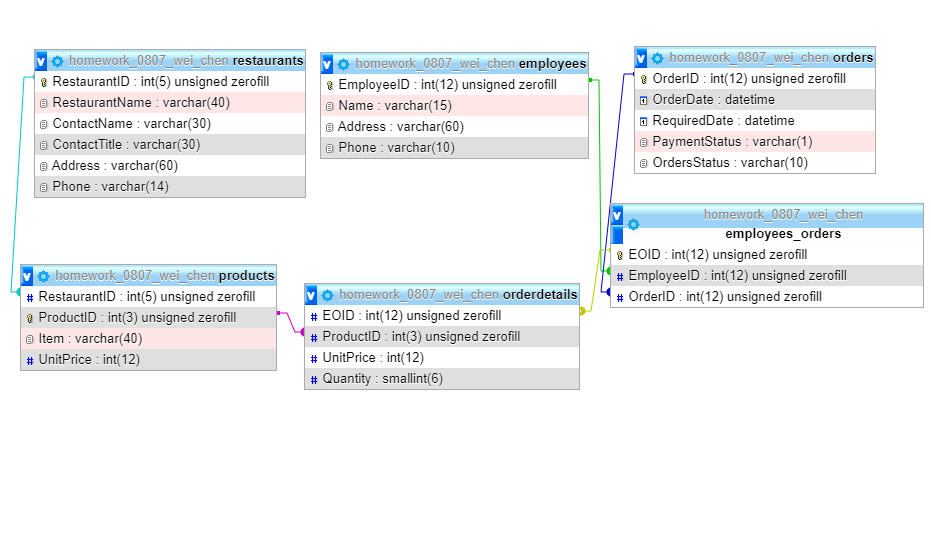 homework_0807_wei_chen restaurants
RestaurantID : int(5) unsigned zerofill
RestaurantName : varchar(40)
ContactName : varchar(30)
ContactTitle : varchar(30)
Address : varchar(60)
Phone : varchar(14)
homework_0807_wei_chen employees
EmployeeID : int(12) unsigned zerofill
Name : varchar(15)
Address : varchar(60)
Phone : varchar(10)
homework_0807_wei_chen orders
OrderID : int(12) unsigned zerofill
OrderDate : datetime
RequiredDate : datetime
PaymentStatus : varchar(1)
OrdersStatus : varchar(10)
homework_0807_wei_chen
employees_orders
EOID : int(12) unsigned zerofill
# EmployeeID : int(12) unsigned zerofill
# OrderID : int(12) unsigned zerofill
homework_0807_wei_chen products
# RestaurantID : int(5) unsigned zerofill
ProductID : int(3) unsigned zerofill
Item : varchar(40)
# UnitPrice : int(12)
homework_0807_wei_chen orderdetails
# EOID : int(12) unsigned zerofill
# ProductID : int(3) unsigned zerofill
# UnitPrice : int(12)
# Quantity : smallint(6)